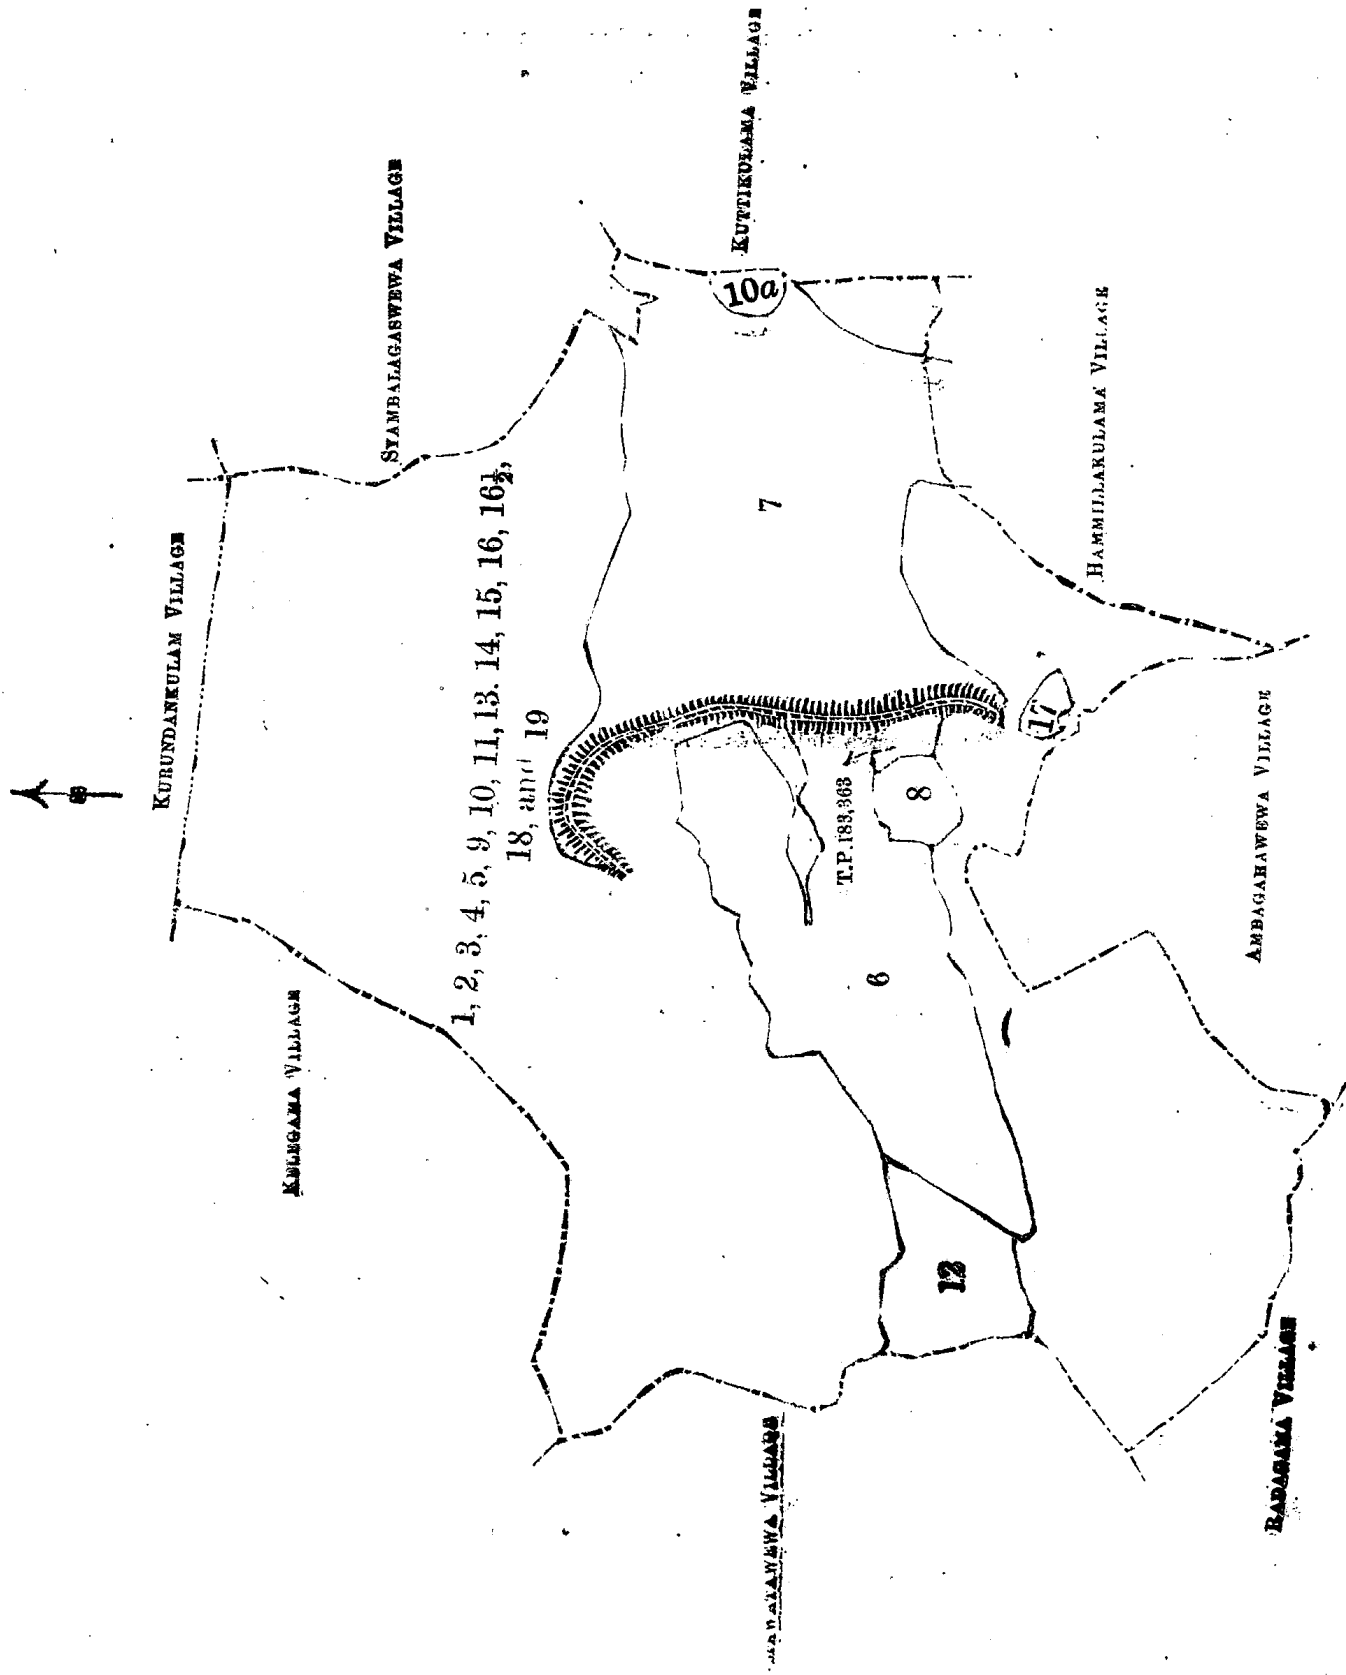 KURUNDANKULAM VILLAGE
KELEGAMA VILLAGE
SYAMBALAGASWEWA VILLAGE
1, 2, 3, 4, 5, 9, 10, 11, 13. 14, 15, 16, 16½,
18, and 19
KUTTIKULAMA VILLAGE
10a
7
T.P. 183,363
8
6
12
17
HAMMILLAKULAMA VILLAGE
AMBAGAHAWEWA VILLAGE
VILLAGE
RADAGAMA VILLAGE